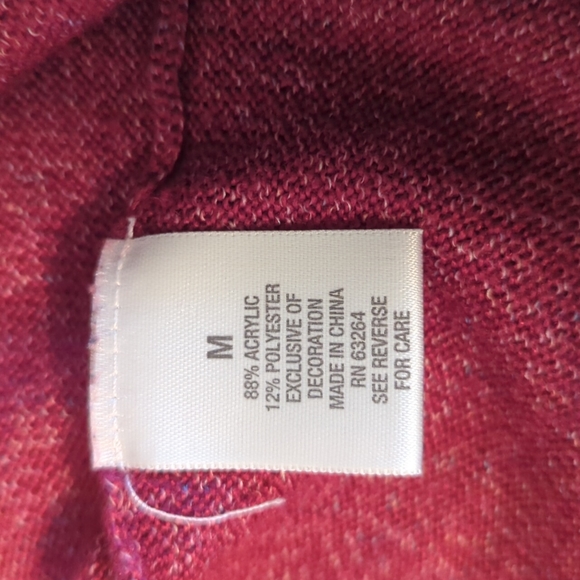 M
88% ACRYLIC
12% POLYESTER
EXCLUSIVE OF
DECORATION
MADE IN CHINA
RN 63264
SEE REVERSE
FOR CARE